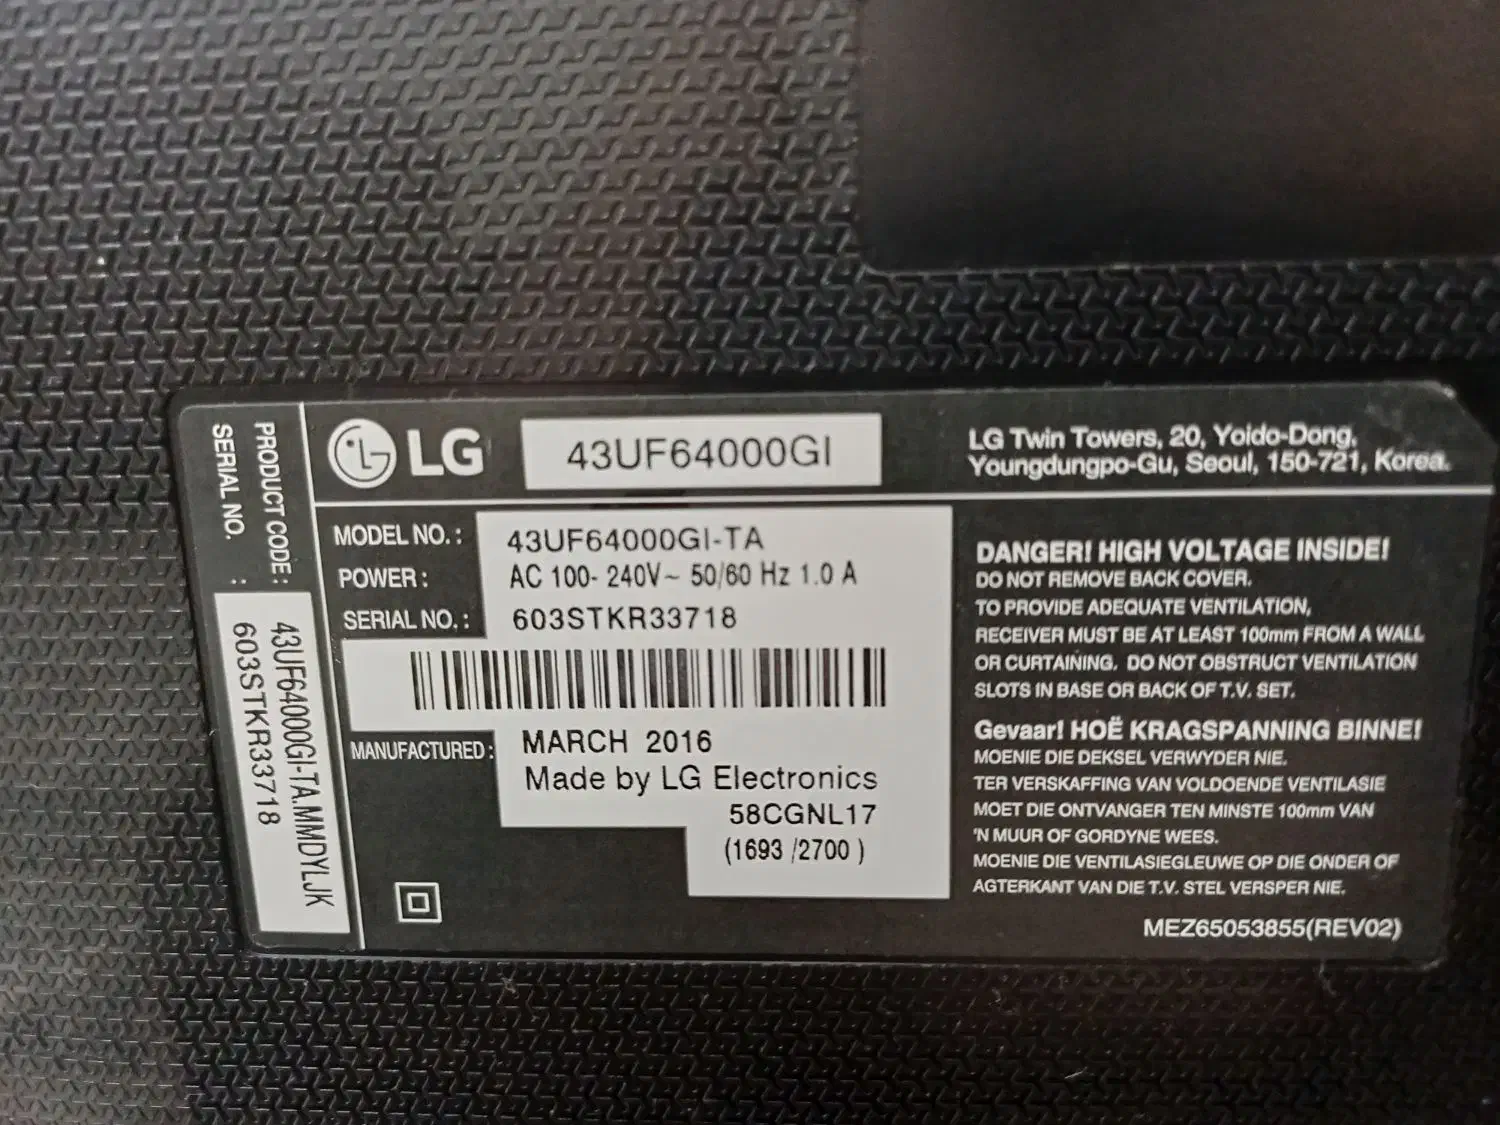 LG
43UF64000GI
LG Twin Towers, 20, Yoido-Dong,
Youngdungpo-Gu, Seoul, 150-721, Korea.
PRODUCT CODE: 43UF64000GI-TA.MMDYLJK
SERIAL NO. : 603STKR33718
MODEL NO. : 43UF64000GI-TA
POWER : AC 100- 240V~ 50/60 Hz 1.0 A
SERIAL NO. : 603STKR33718
MANUFACTURED : MARCH 2016
Made by LG Electronics
58CGNL17
(1693 /2700 )
DANGER! HIGH VOLTAGE INSIDE!
DO NOT REMOVE BACK COVER.
TO PROVIDE ADEQUATE VENTILATION,
RECEIVER MUST BE AT LEAST 100mm FROM A WALL
OR CURTAINING. DO NOT OBSTRUCT VENTILATION
SLOTS IN BASE OR BACK OF T.V. SET.
Gevaar! HOË KRAGSPANNING BINNE!
MOENIE DIE DEKSEL VERWYDER NIE.
TER VERSKAFFING VAN VOLDOENDE VENTILASIE
MOET DIE ONTVANGER TEN MINSTE 100mm VAN
'N MUUR OF GORDYNE WEES.
MOENIE DIE VENTILASIEGLEUWE OP DIE ONDER OF
AGTERKANT VAN DIE T.V. STEL VERSPER NIE.
MEZ65053855(REV02)